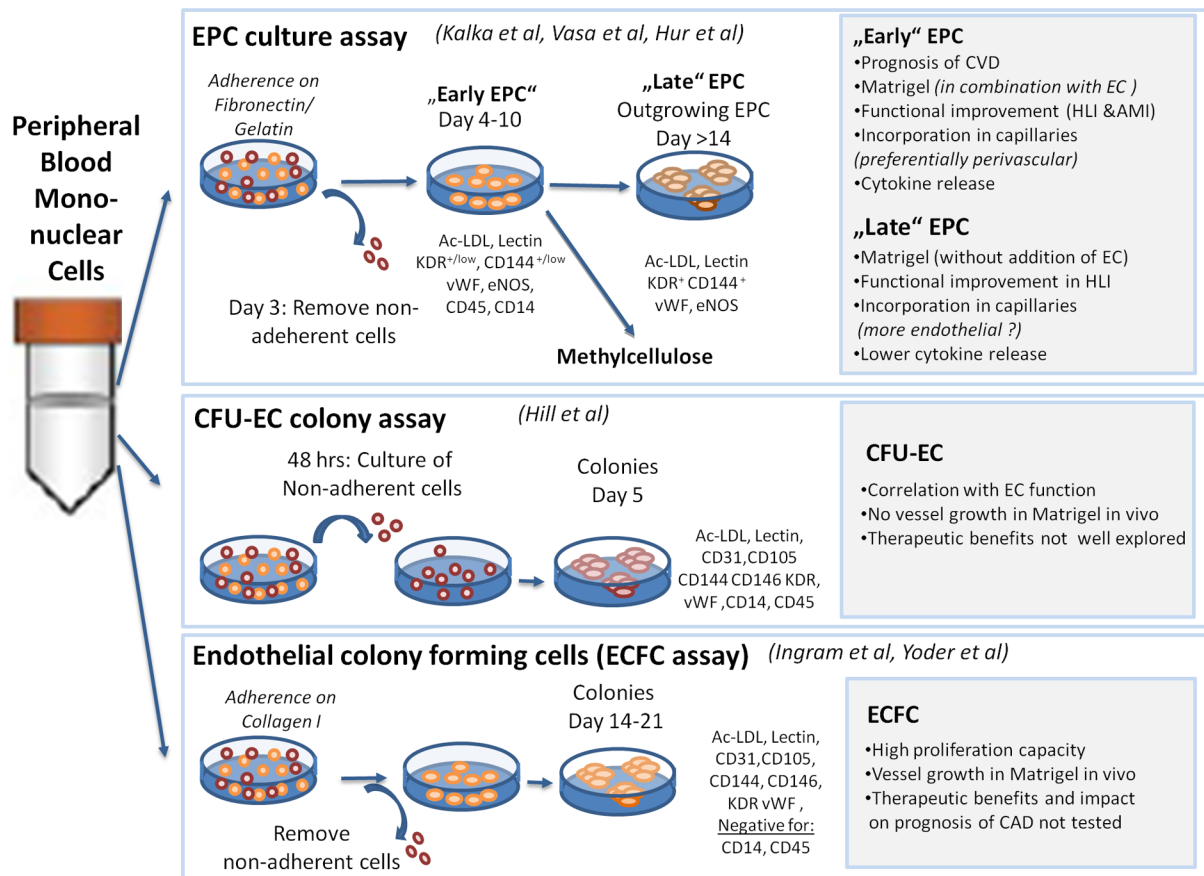 Peripheral
Blood
Mono-
nuclear
Cells
EPC culture assay (Kalka et al, Vasa et al, Hur et al)
Adherence on
Fibronectin/
Gelatin
„Early EPC“
Day 4-10
„Late“ EPC
Outgrowing EPC
Day >14
Day 3: Remove non-
adeherent cells
Ac-LDL, Lectin
KDR+/low, CD144 +/low
vWF, eNOS,
CD45, CD14
Ac-LDL, Lectin
KDR+ CD144 +
vWF, eNOS
Methylcellulose
„Early“ EPC
•Prognosis of CVD
•Matrigel (in combination with EC )
•Functional improvement (HLI &AMI)
•Incorporation in capillaries
(preferentially perivascular)
•Cytokine release
„Late“ EPC
•Matrigel (without addition of EC)
•Functional improvement in HLI
•Incorporation in capillaries
(more endothelial ?)
•Lower cytokine release
CFU-EC colony assay (Hill et al)
48 hrs: Culture of
Non-adherent cells
Colonies
Day 5
Ac-LDL, Lectin,
CD31,CD105
CD144 CD146 KDR,
vWF ,CD14, CD45
CFU-EC
•Correlation with EC function
•No vessel growth in Matrigel in vivo
•Therapeutic benefits not well explored
Endothelial colony forming cells (ECFC assay) (Ingram et al, Yoder et al)
Adherence on
Collagen I
Remove
non-adherent cells
Colonies
Day 14-21
Ac-LDL, Lectin,
CD31,CD105,
CD144, CD146,
KDR vWF ,
Negative for:
CD14, CD45
ECFC
•High proliferation capacity
•Vessel growth in Matrigel in vivo
•Therapeutic benefits and impact
on prognosis of CAD not tested